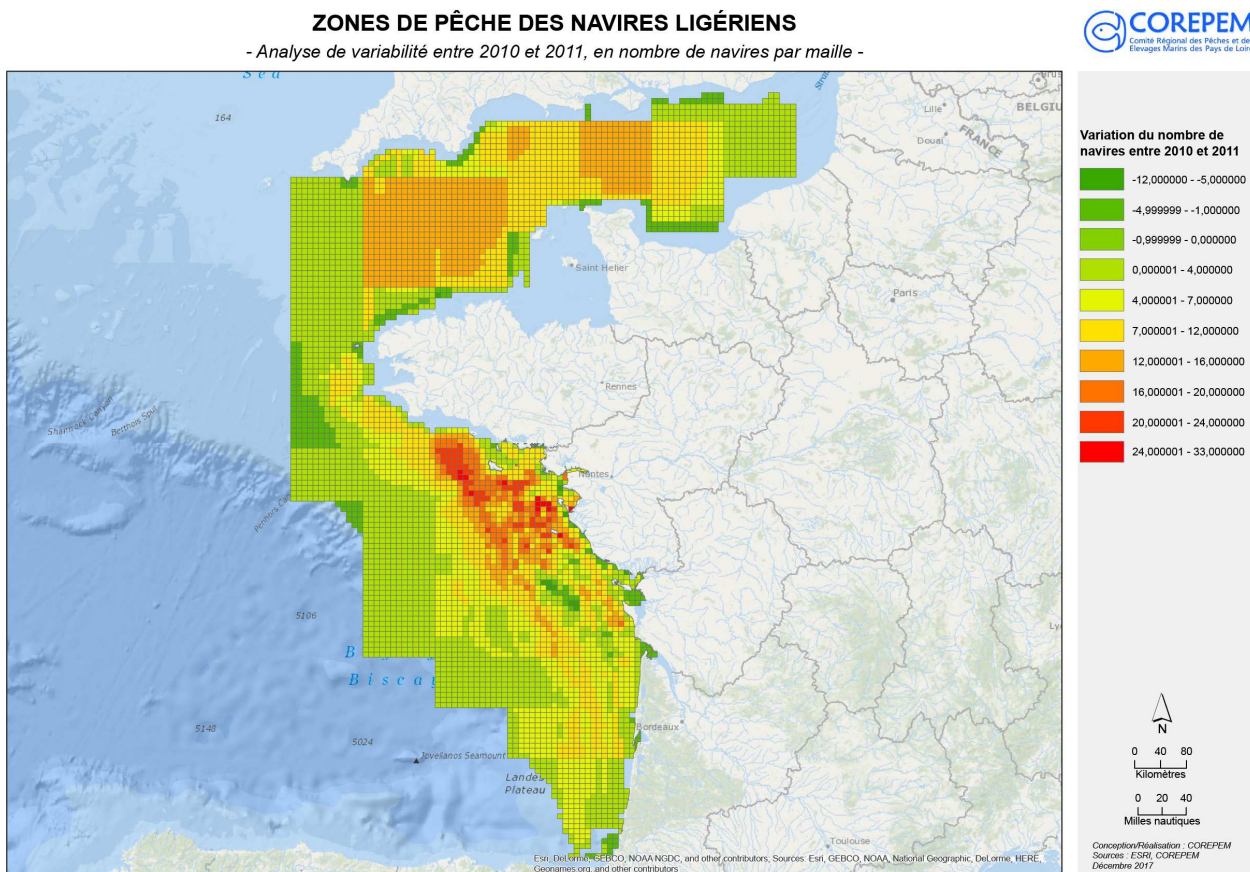 ZONES DE PÊCHE DES NAVIRES LIGÉRIENS
- Analyse de variabilité entre 2010 et 2011, en nombre de navires par maille -
COREPEM
Comité Régional des Pêches et de
Elevages Marins des Pays de Loir
Sea
164
Lille
BELGIU
Douai
FRANCE
Saint Helier
Paris
Rennes
Shamrock Canyon
Berthois Spur
Nantes
Penmarc
5106
B
Biscay
5148
5024
Jovellanos Seamount
Bordeaux
Landes
Plateau
Ly
Toulouse
Esri, DeLorme, GEBCO, NOAA NGDC, and other contributors, Sources: Esri, GEBCO, NOAA, National Geographic, DeLorme, HERE,
Geonames.org, and other contributors
Variation du nombre de
navires entre 2010 et 2011
-12,000000 - -5,000000
-4,999999 - -1,000000
-0,999999 - 0,000000
0,000001 - 4,000000
4,000001 - 7,000000
7,000001 - 12,000000
12,000001 - 16,000000
16,000001 - 20,000000
20,000001 - 24,000000
24,000001 - 33,000000
N
0 40 80
Kilomètres
0 20 40
Milles nautiques
Conception/Réalisation : COREPEM
Sources : ESRI, COREPEM
Décembre 2017